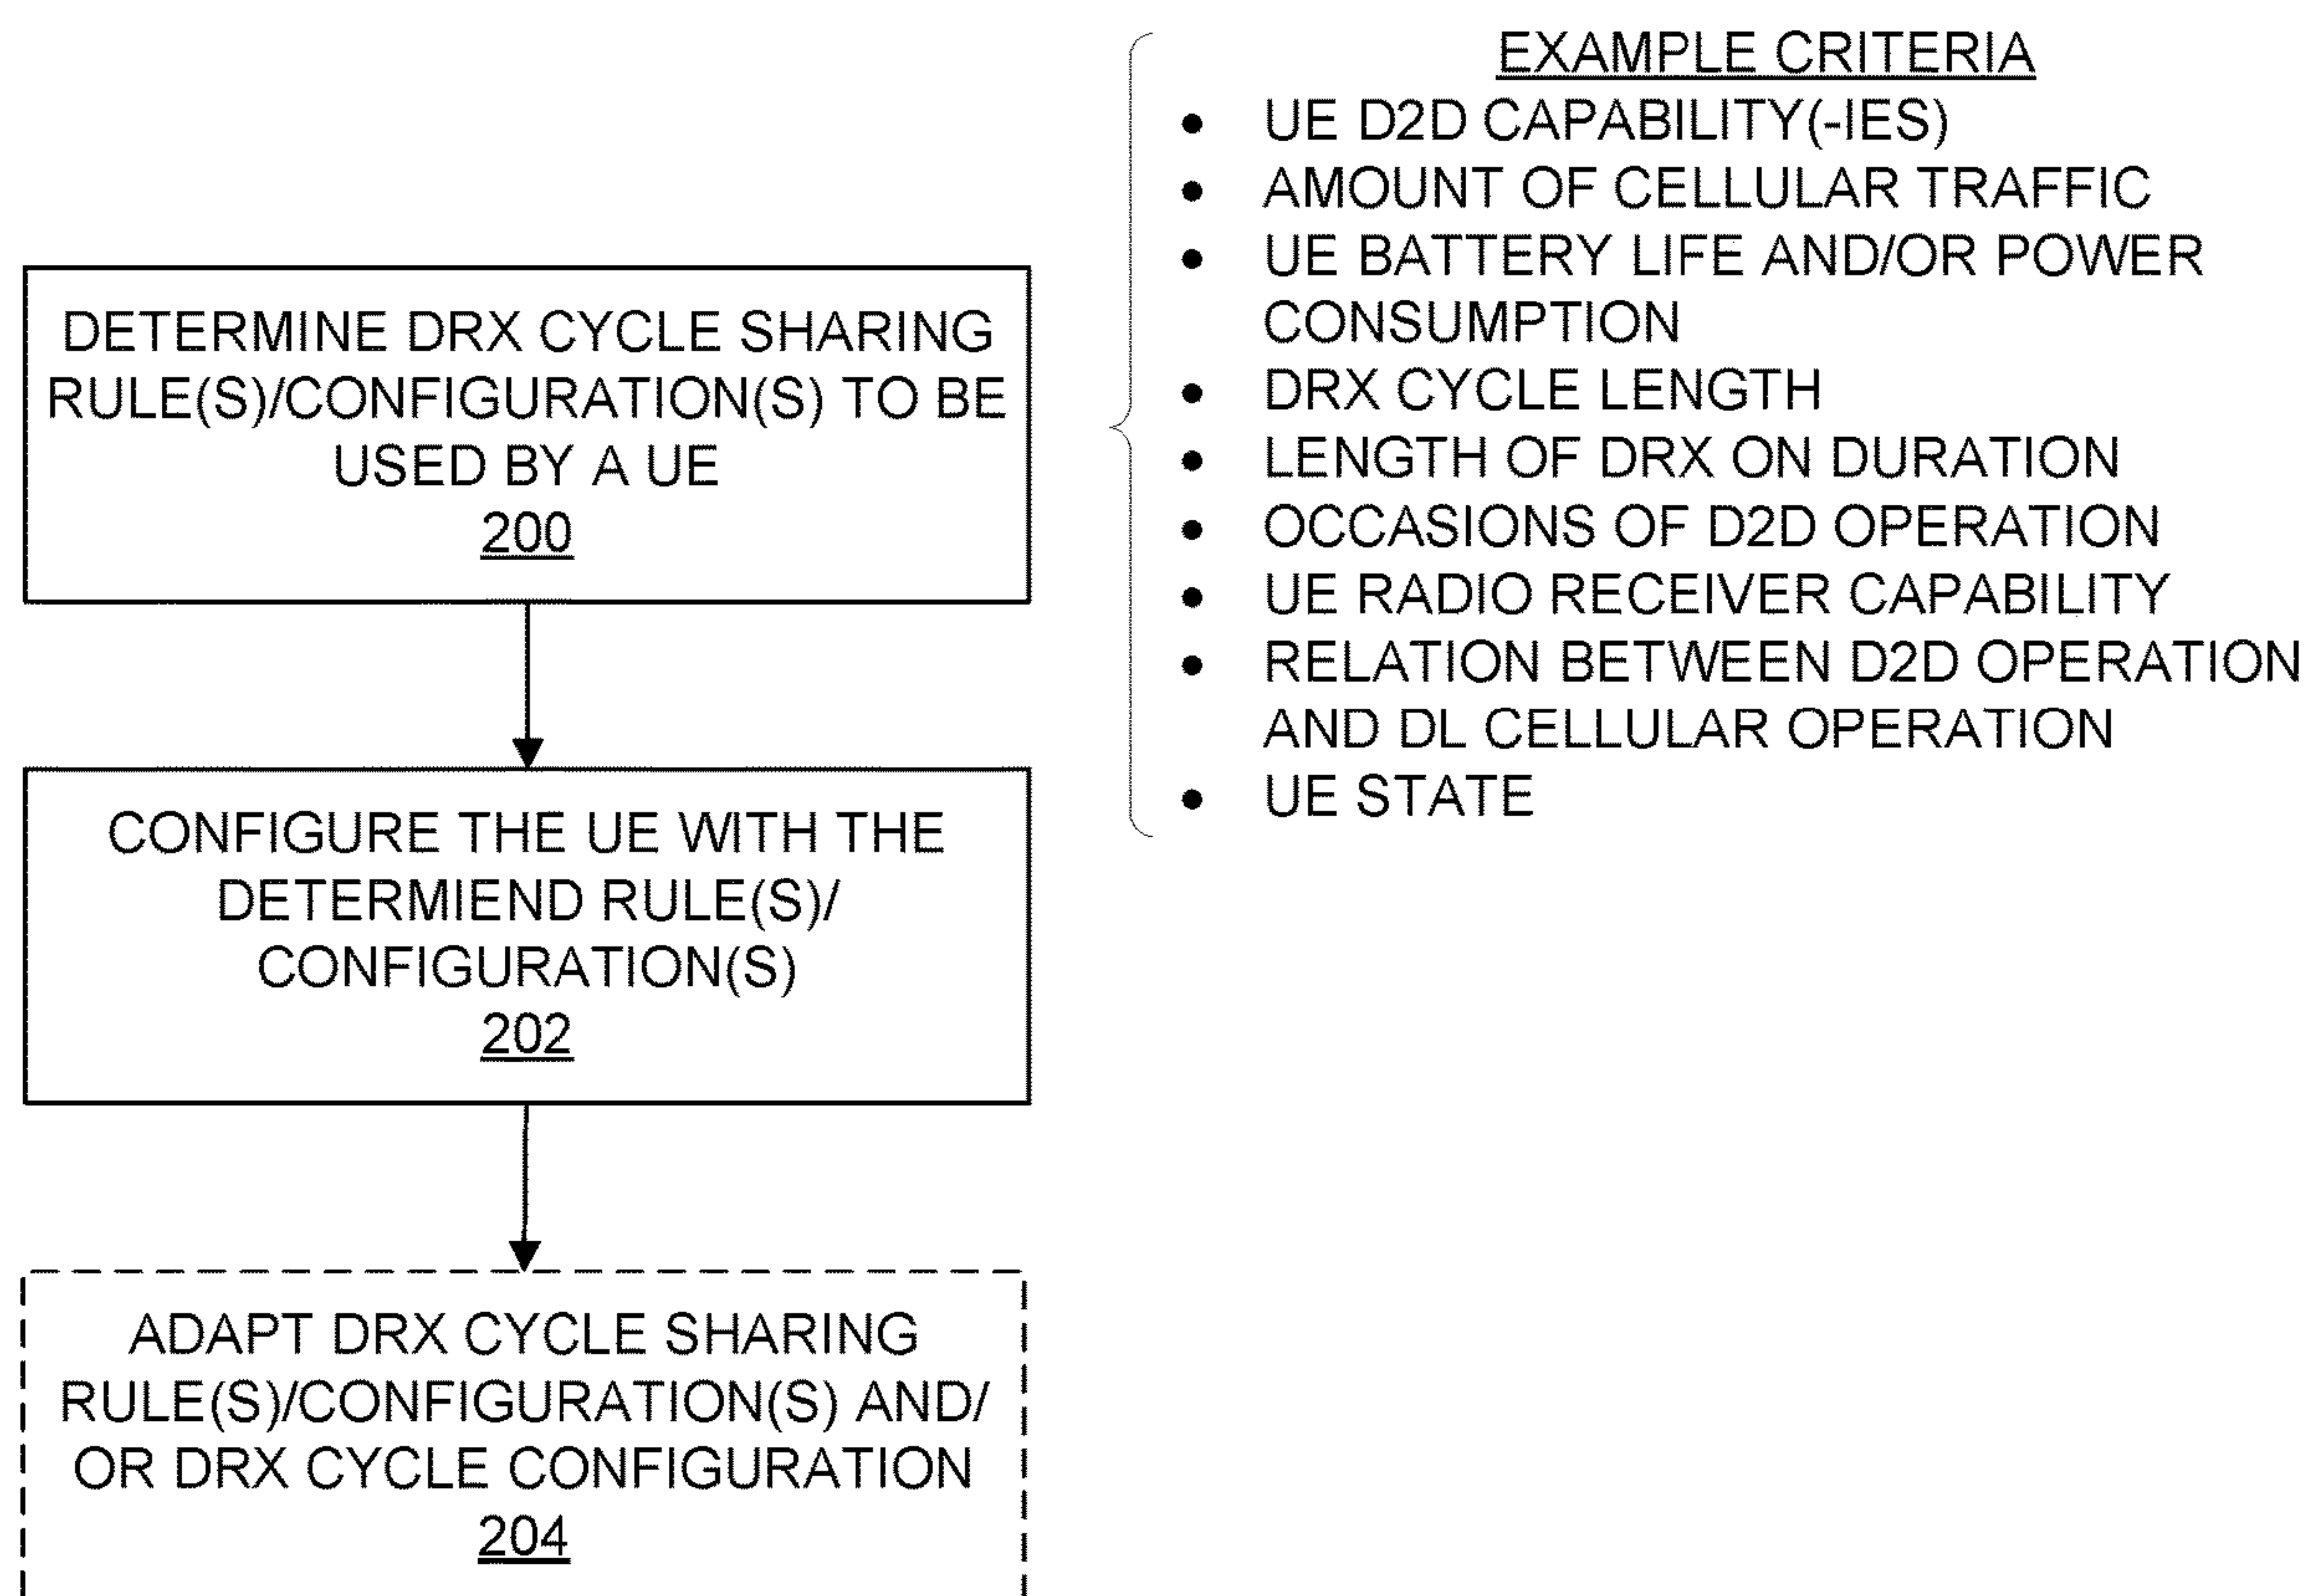 DETERMINE DRX CYCLE SHARING
RULE(S)/CONFIGURATION(S) TO BE
USED BY A UE
200
CONFIGURE THE UE WITH THE
DETERMIEND RULE(S)/
CONFIGURATION(S)
202
ADAPT DRX CYCLE SHARING
RULE(S)/CONFIGURATION(S) AND/
OR DRX CYCLE CONFIGURATION
204
EXAMPLE CRITERIA
• UE D2D CAPABILITY(-IES)
• AMOUNT OF CELLULAR TRAFFIC
• UE BATTERY LIFE AND/OR POWER
CONSUMPTION
• DRX CYCLE LENGTH
• LENGTH OF DRX ON DURATION
• OCCASIONS OF D2D OPERATION
• UE RADIO RECEIVER CAPABILITY
• RELATION BETWEEN D2D OPERATION
AND DL CELLULAR OPERATION
• UE STATE